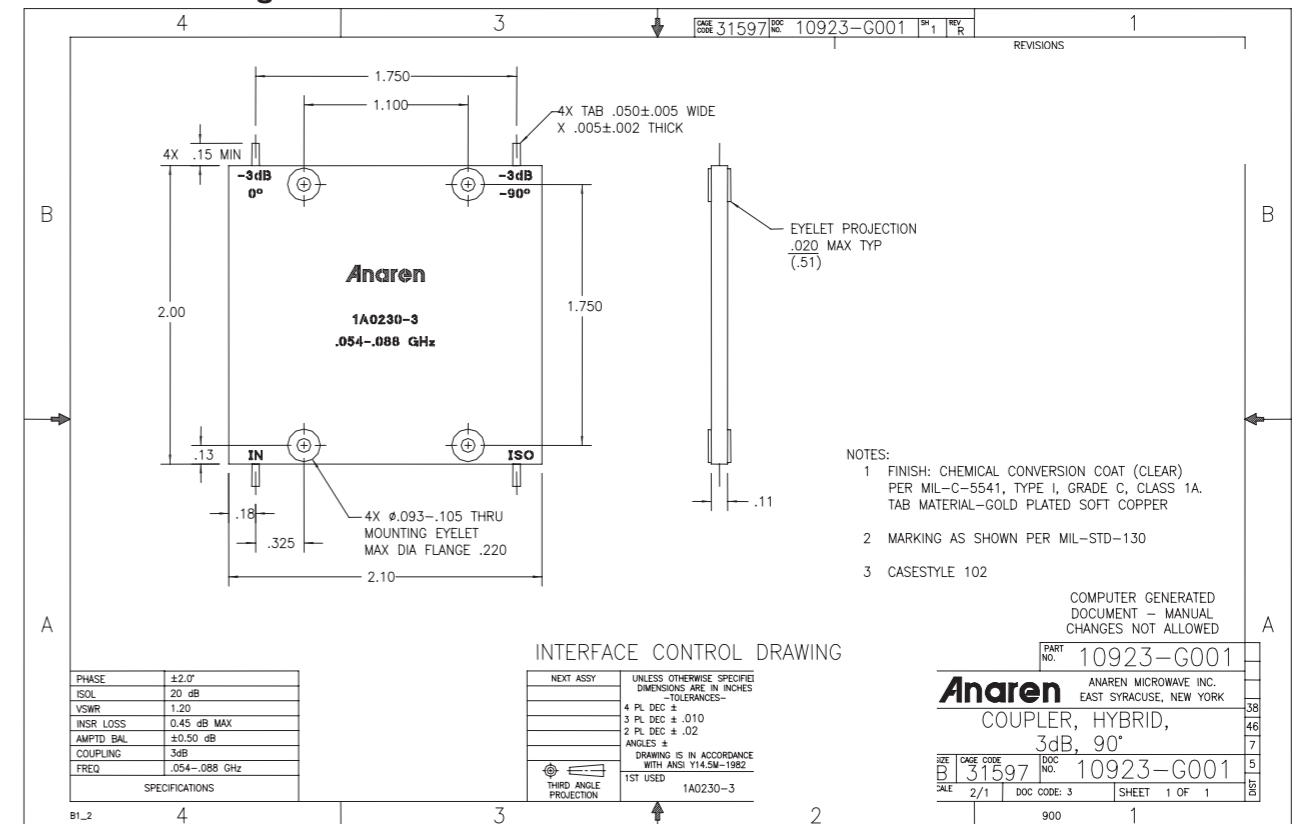 4
3
CAGE CODE 31597 DOC NO. 10923-G001 SH 1 REV R
1
REVISIONS
1.750
1.100
4X TAB .050±.005 WIDE
X .005±.002 THICK
4X .15 MIN
-3dB
0°
-3dB
-90°
B
B
EYELET PROJECTION
.020 MAX TYP
(.51)
Anaren
2.00
1.750
1A0230-3
.054-.088 GHz
.13
IN
ISO
.18
.325
4X ø.093-.105 THRU
MOUNTING EYELET
MAX DIA FLANGE .220
2.10
.11
NOTES:
1 FINISH: CHEMICAL CONVERSION COAT (CLEAR)
PER MIL-C-5541, TYPE I, GRADE C, CLASS 1A.
TAB MATERIAL-GOLD PLATED SOFT COPPER
2 MARKING AS SHOWN PER MIL-STD-130
3 CASESTYLE 102
COMPUTER GENERATED
DOCUMENT - MANUAL
CHANGES NOT ALLOWED
A
A
INTERFACE CONTROL DRAWING
PHASE ±2.0°
ISOL 20 dB
VSWR 1.20
INSR LOSS 0.45 dB MAX
AMPTD BAL ±0.50 dB
COUPLING 3dB
FREQ .054-.088 GHz
SPECIFICATIONS
NEXT ASSY
THIRD ANGLE
PROJECTION
UNLESS OTHERWISE SPECIFIE
DIMENSIONS ARE IN INCHES
-TOLERANCES-
4 PL DEC ±
3 PL DEC ± .010
2 PL DEC ± .02
ANGLES ±
DRAWING IS IN ACCORDANCE
WITH ANSI Y14.5M-1982
1ST USED
1A0230-3
PART NO. 10923-G001
Anaren
ANAREN MICROWAVE INC.
EAST SYRACUSE, NEW YORK
COUPLER, HYBRID,
3dB, 90°
SIZE B CAGE CODE 31597 DOC NO. 10923-G001
CALE 2/1 DOC CODE: 3 SHEET 1 OF 1
38
46
7
5
DIST
B1_2
4
3
2
900
1